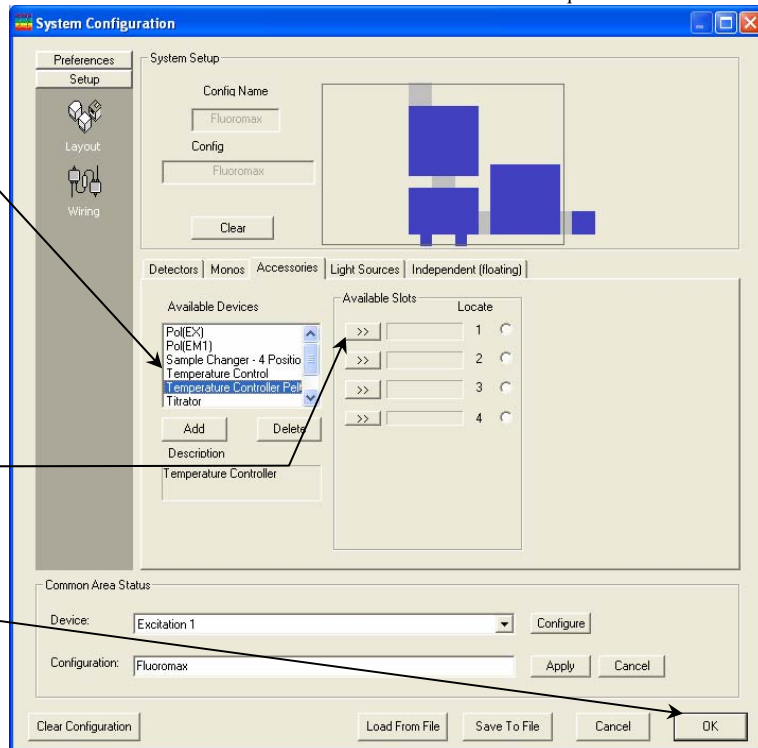 System Configuration
Preferences
Setup
Layout
Wiring
System Setup
Config Name
Fluoromax
Config
Fluoromax
Clear
Detectors Monos Accessories Light Sources Independent (floating)
Available Devices
Pol(EX)
Pol(EM1)
Sample Changer - 4 Positio
Temperature Control
Temperature Controller Pel
Titrator
Add Delete
Description
Temperature Controller
Available Slots
Locate
>> 1
>> 2
>> 3
>> 4
Common Area Status
Device: Excitation 1 Configure
Configuration: Fluoromax Apply Cancel
Clear Configuration Load From File Save To File Cancel OK